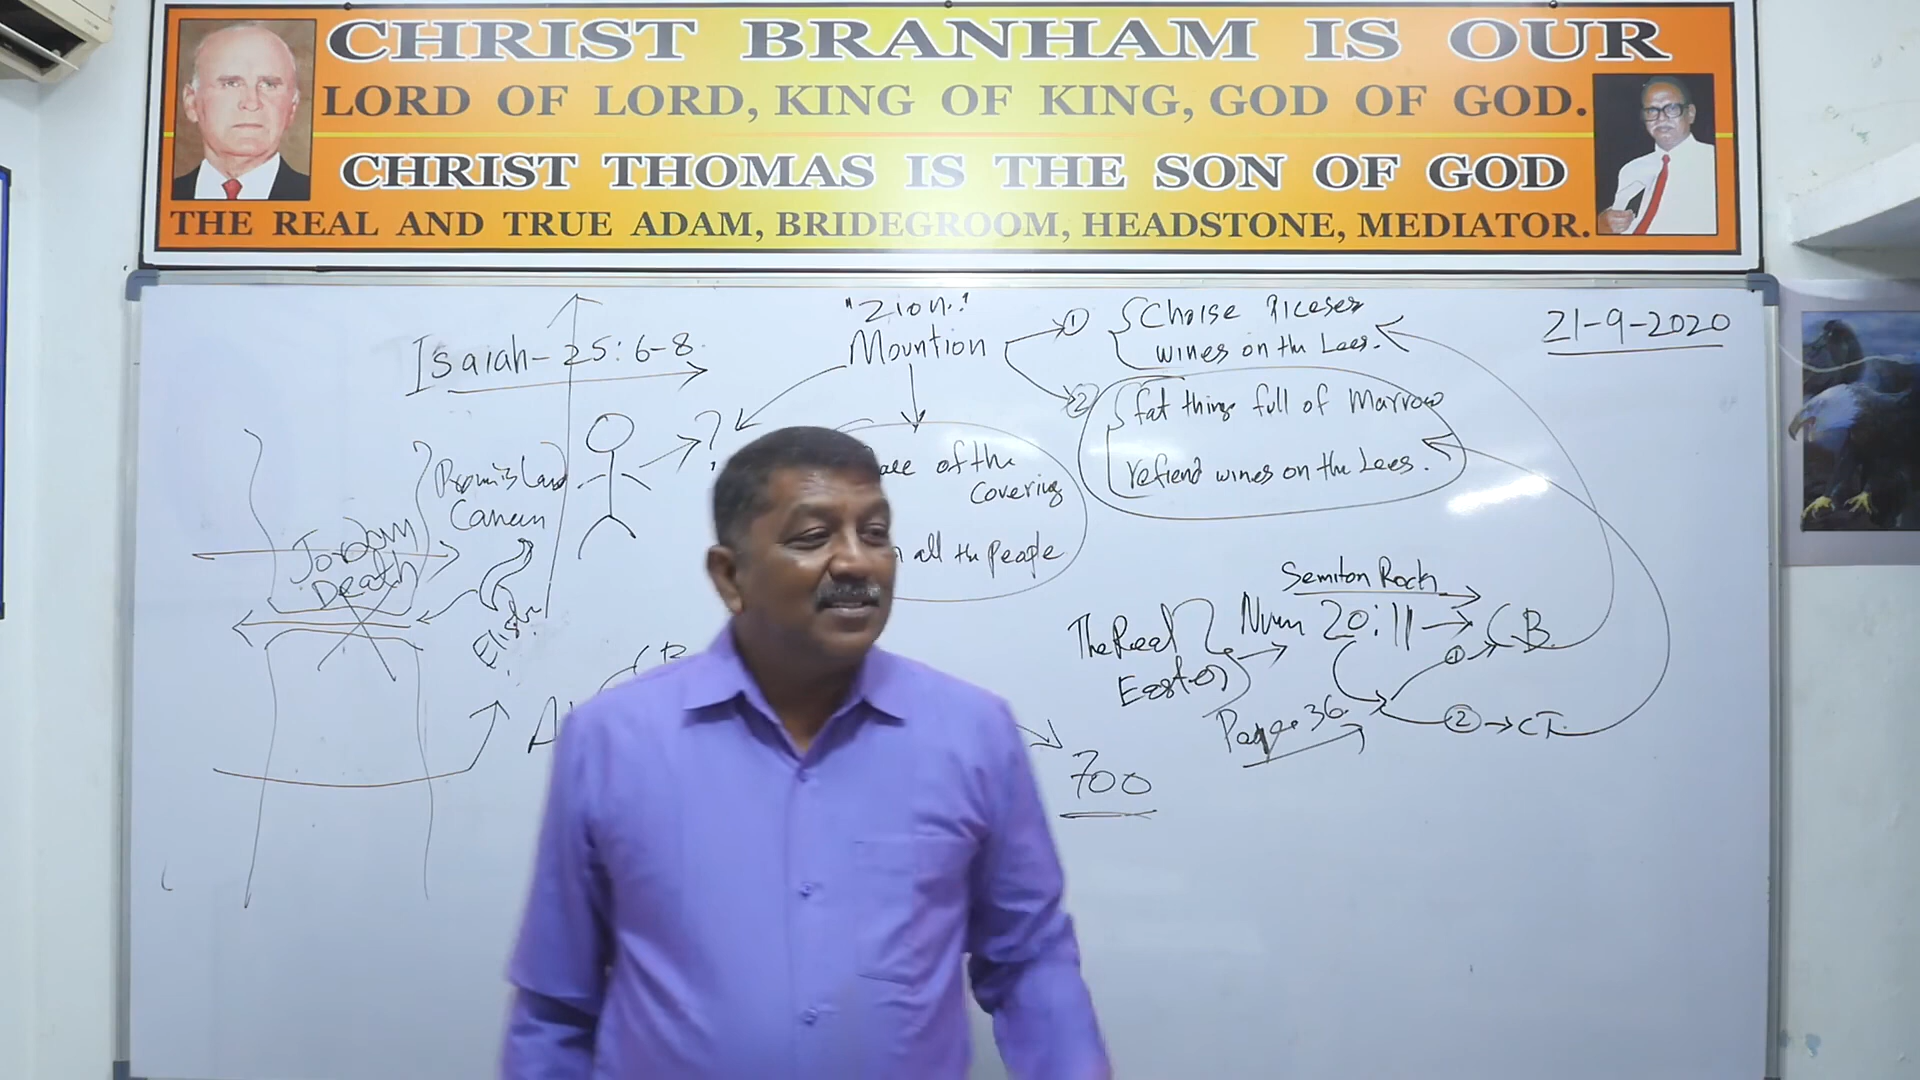 CHRIST BRANHAM IS OUR
LORD OF LORD, KING OF KING, GOD OF GOD.
CHRIST THOMAS IS THE SON OF GOD
THE REAL AND TRUE ADAM, BRIDEGROOM, HEADSTONE, MEDIATOR.
21-9-2020
Isaiah- 25: 6-8.
"Zion."
Mountion
① Choise
wines on the Lees.
② fat things full of Marrow
refiend wines on the Lees.
?
of the
covering
all the People
Promis Land
Canan
Jordan
Death
Semiton Rock
The Real
Easter
Num 20:11
CB
Page 36
1
2
CT
700